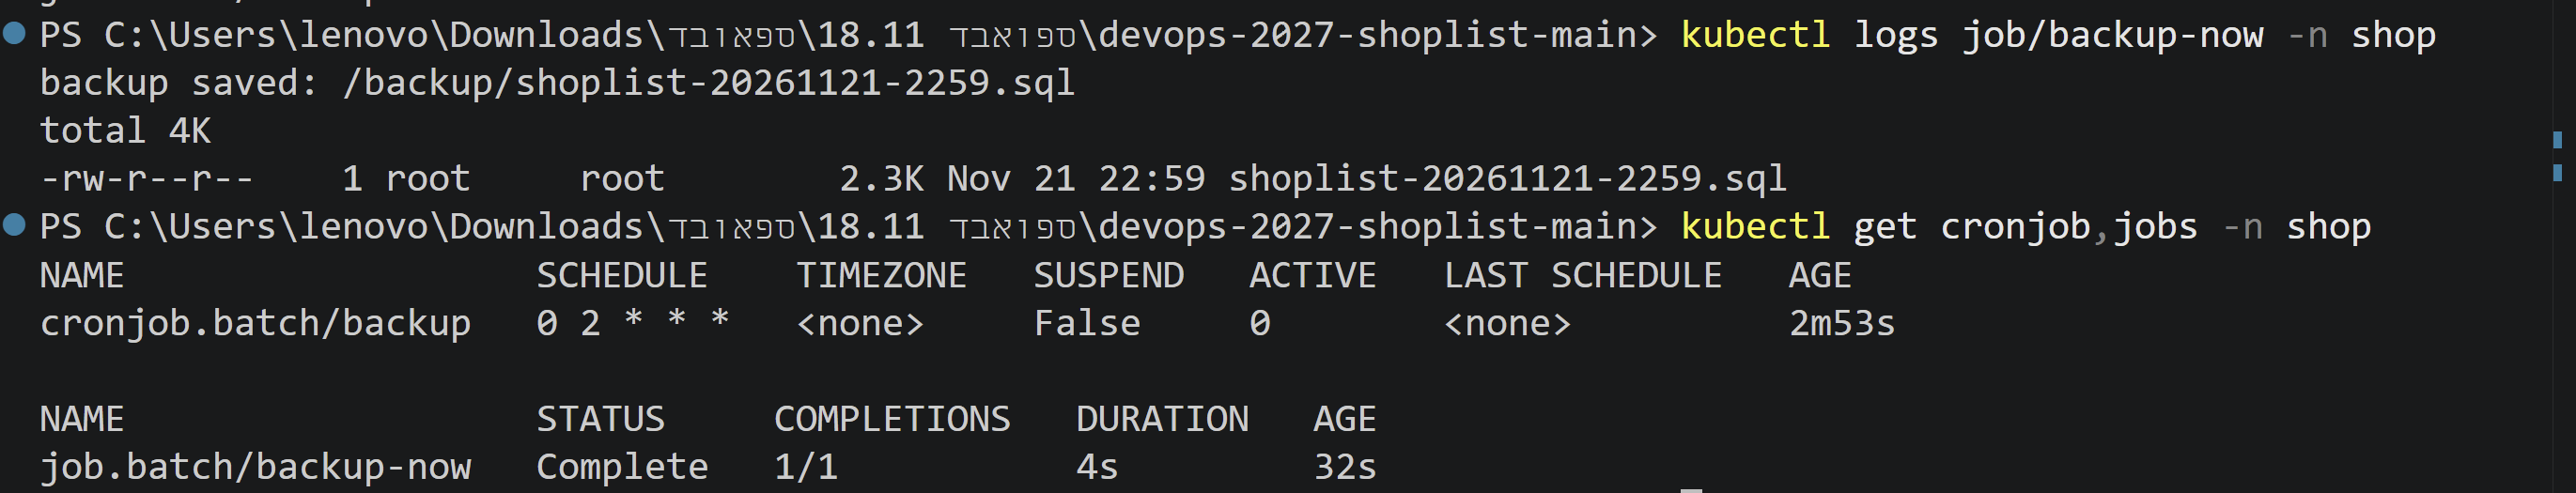 PS C:\Users\lenovo\Downloads\ספאובד\18.11 ספואבד\devops-2027-shoplist-main> kubectl logs job/backup-now -n shop
backup saved: /backup/shoplist-20261121-2259.sql
total 4K
-rw-r--r-- 1 root root 2.3K Nov 21 22:59 shoplist-20261121-2259.sql
PS C:\Users\lenovo\Downloads\ספאובד\18.11 ספואבד\devops-2027-shoplist-main> kubectl get cronjob,jobs -n shop
NAME SCHEDULE TIMEZONE SUSPEND ACTIVE LAST SCHEDULE AGE
cronjob.batch/backup 0 2 * * * <none> False 0 <none> 2m53s
NAME STATUS COMPLETIONS DURATION AGE
job.batch/backup-now Complete 1/1 4s 32s